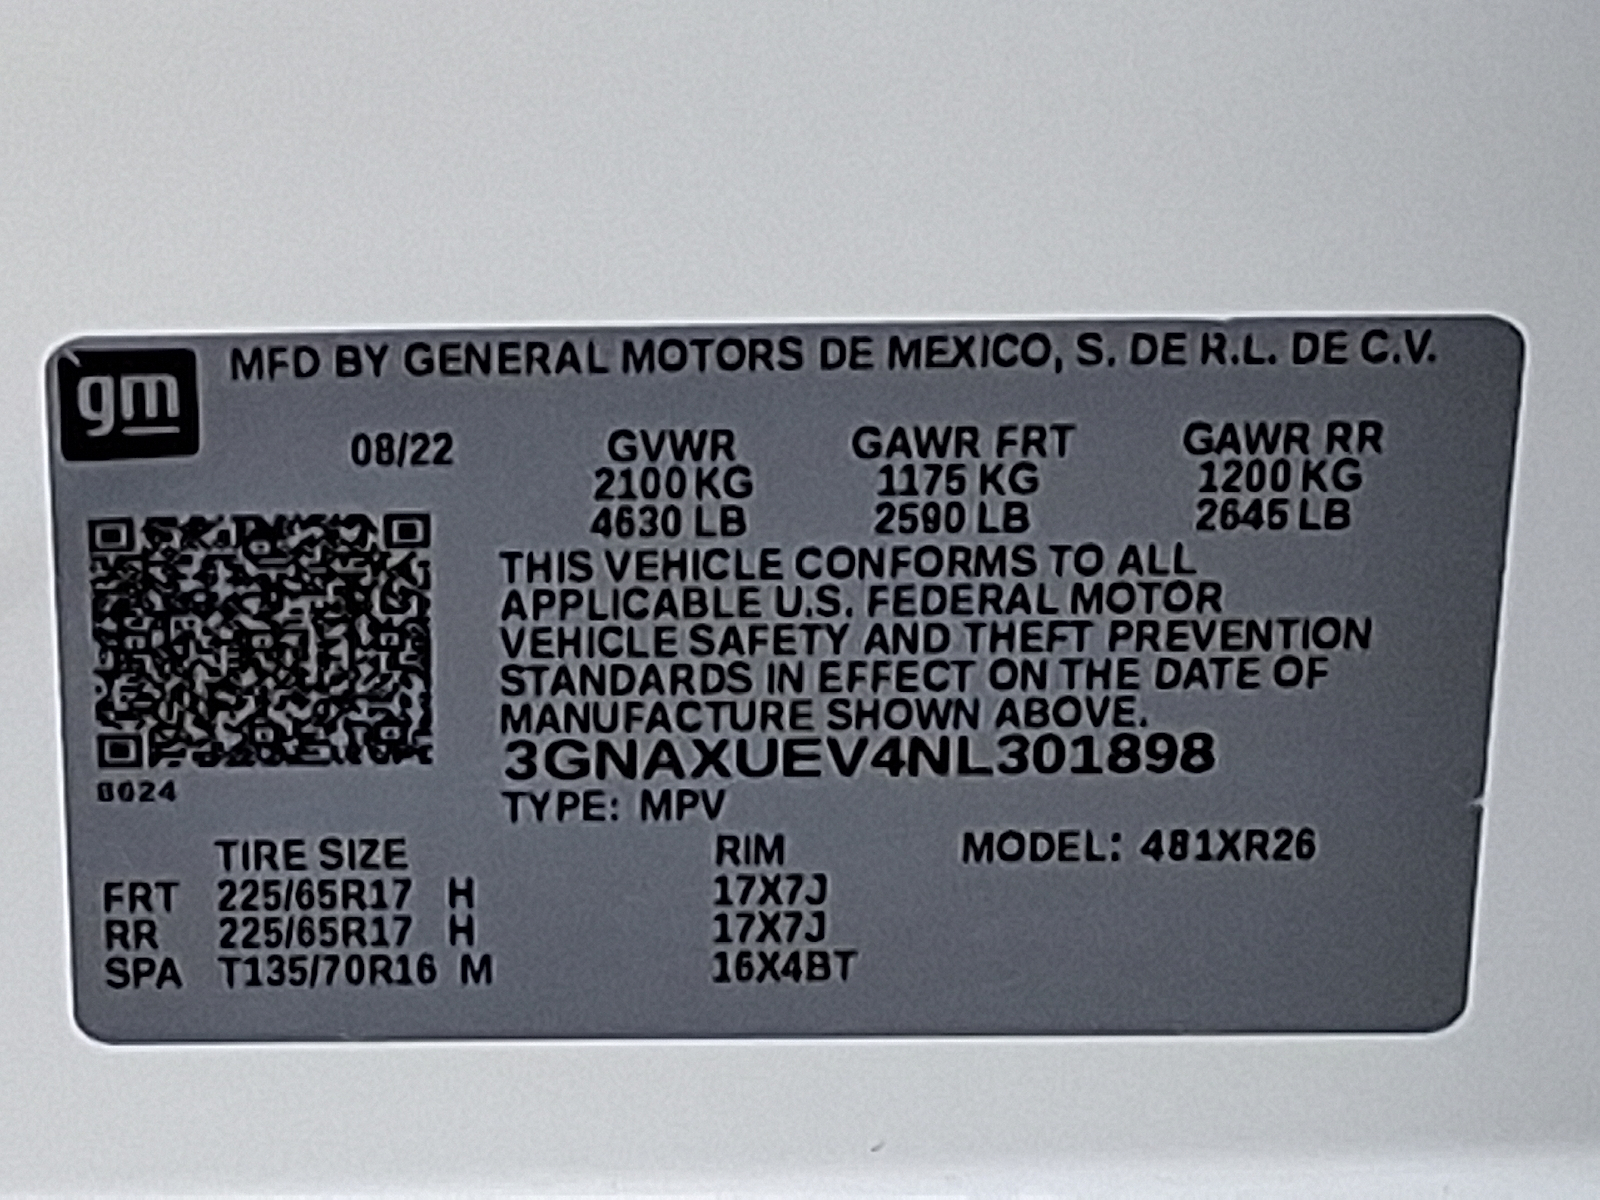 gm MFD BY GENERAL MOTORS DE MEXICO, S. DE R.L. DE C.V.
08/22 GVWR GAWR FRT GAWR RR
2100 KG 1175 KG 1200 KG
4630 LB 2590 LB 2645 LB
THIS VEHICLE CONFORMS TO ALL
APPLICABLE U.S. FEDERAL MOTOR
VEHICLE SAFETY AND THEFT PREVENTION
STANDARDS IN EFFECT ON THE DATE OF
MANUFACTURE SHOWN ABOVE.
3GNAXUEV4NL301898
0024
TYPE: MPV
TIRE SIZE RIM MODEL: 481XR26
FRT 225/65R17 H 17X7J
RR 225/65R17 H 17X7J
SPA T135/70R16 M 16X4BT